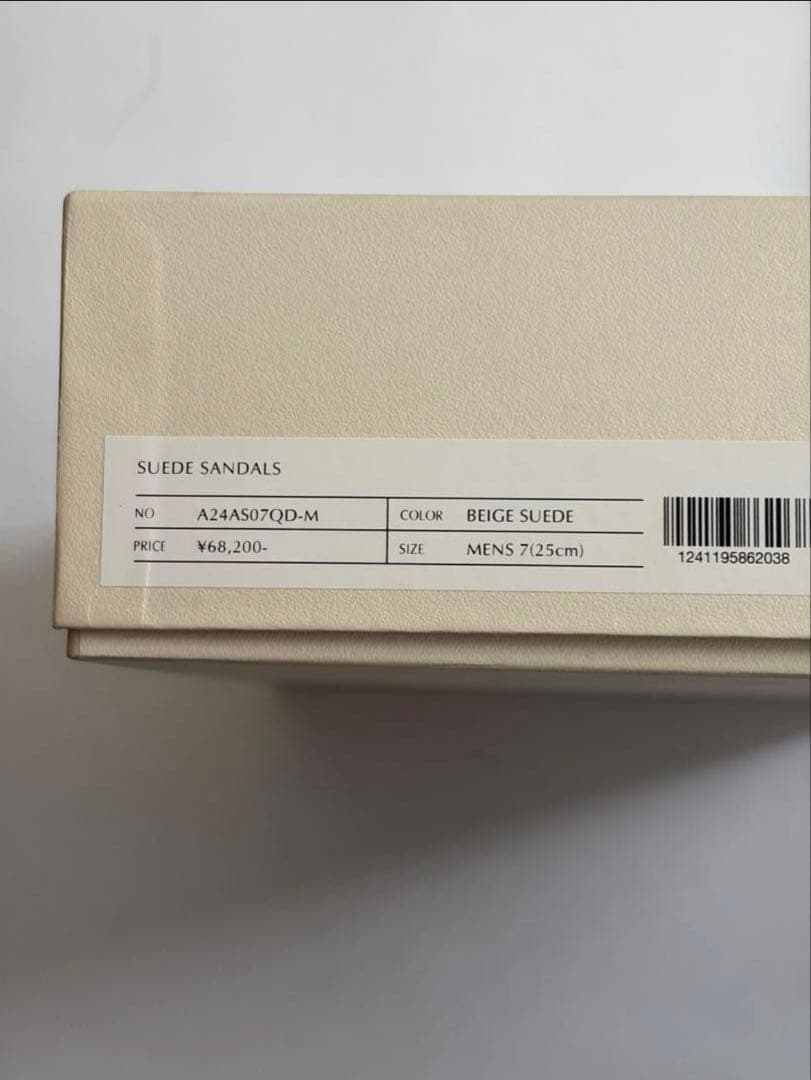 SUEDE SANDALS
NO A24AS07QD-M COLOR BEIGE SUEDE
PRICE ¥68,200- SIZE MENS 7(25cm)
1241195862038